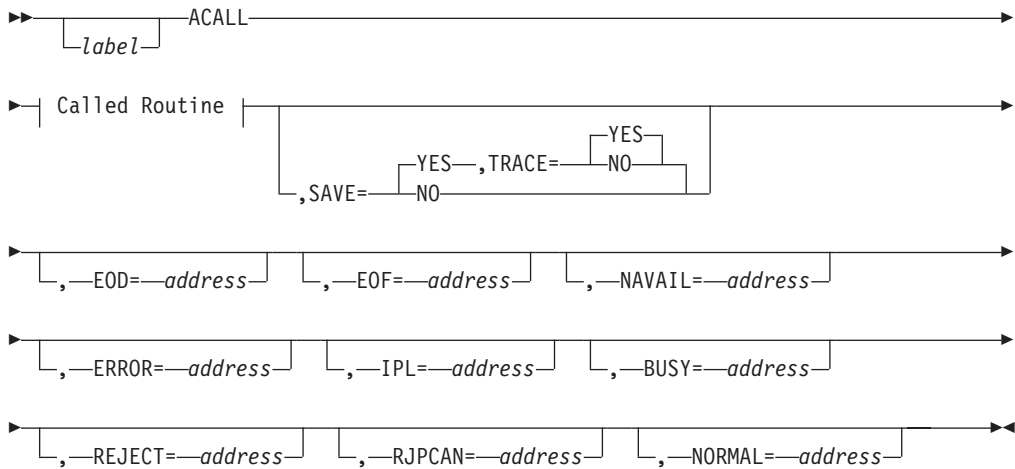 ACALL
label
Called Routine
YES
YES ,TRACE= NO
,SAVE= NO
, EOD= address , EOF= address , NAVAIL= address
, ERROR= address , IPL= address , BUSY= address
, REJECT= address , RJPCAN= address , NORMAL= address